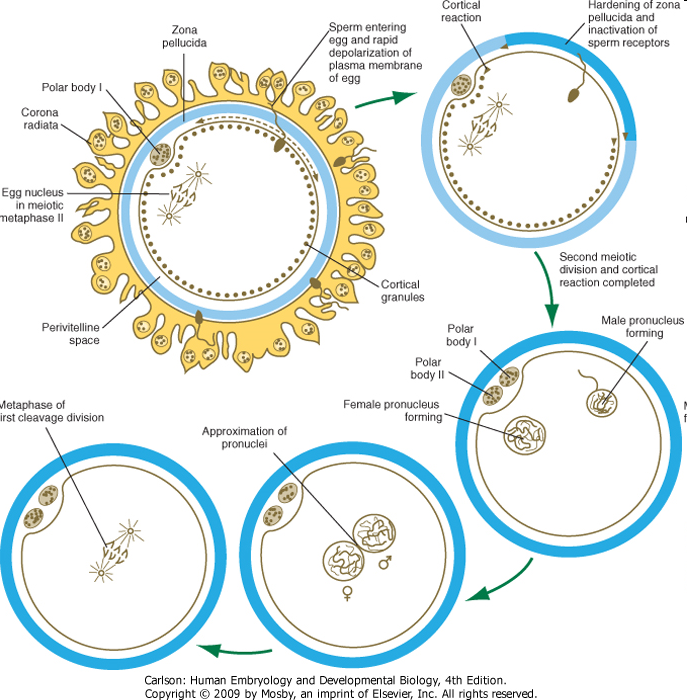 Zona
pellucida
Sperm entering
egg and rapid
depolarization of
plasma membrane
of egg
Polar body I
Corona
radiata
Egg nucleus
in meiotic
metaphase II
Perivitelline
space
Cortical
granules
Cortical
reaction
Hardening of zona
pellucida and
inactivation of
sperm receptors
Second meiotic
division and cortical
reaction completed
Polar
body I
Polar
body II
Male pronucleus
forming
Female pronucleus
forming
Approximation of
pronuclei
♀
♂
Metaphase of
first cleavage division
Carlson: Human Embryology and Developmental Biology, 4th Edition.
Copyright © 2009 by Mosby, an imprint of Elsevier, Inc. All rights reserved.